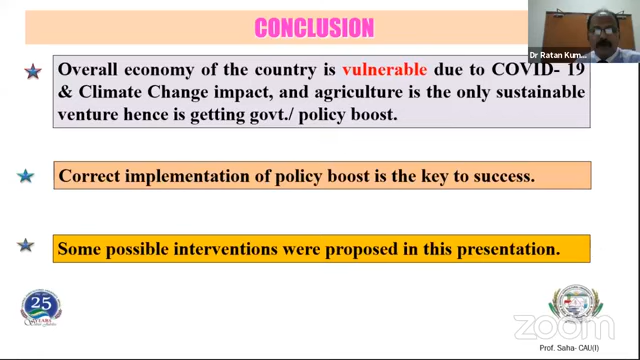 CONCLUSION
Dr Ratan Kum...
Overall economy of the country is vulnerable due to COVID- 19
& Climate Change impact, and agriculture is the only sustainable
venture hence is getting govt./ policy boost.
Correct implementation of policy boost is the key to success.
Some possible interventions were proposed in this presentation.
25
zoom
Prof. Saha- CAU(I)